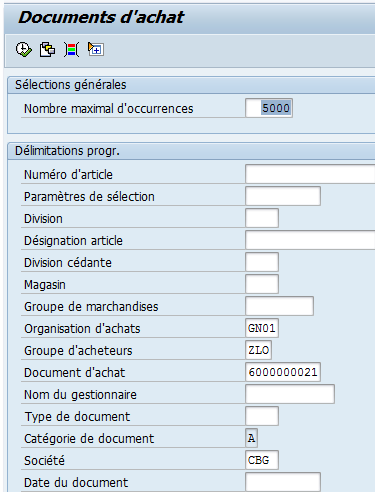 Documents d'achat
Sélections générales
Nombre maximal d'occurrences 5000
Délimitations progr.
Numéro d'article
Paramètres de sélection
Division
Désignation article
Division cédante
Magasin
Groupe de marchandises
Organisation d'achats GN01
Groupe d'acheteurs ZLO
Document d'achat 6000000021
Nom du gestionnaire
Type de document
Catégorie de document A
Société CBG
Date du document